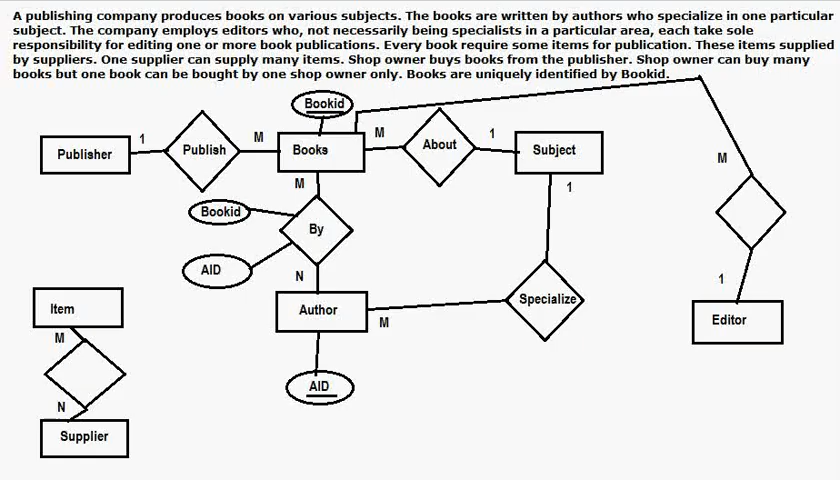 A publishing company produces books on various subjects. The books are written by authors who specialize in one particular
subject. The company employs editors who, not necessarily being specialists in a particular area, each take sole
responsibility for editing one or more book publications. Every book require some items for publication. These items supplied
by suppliers. One supplier can supply many items. Shop owner buys books from the publisher. Shop owner can buy many
books but one book can be bought by one shop owner only. Books are uniquely identified by Bookid.
Bookid
Publisher
1
Publish
M
Books
M
About
1
Subject
M
M
1
Bookid
By
AID
N
1
Item
M
Author
M
Specialize
Editor
AID
N
Supplier